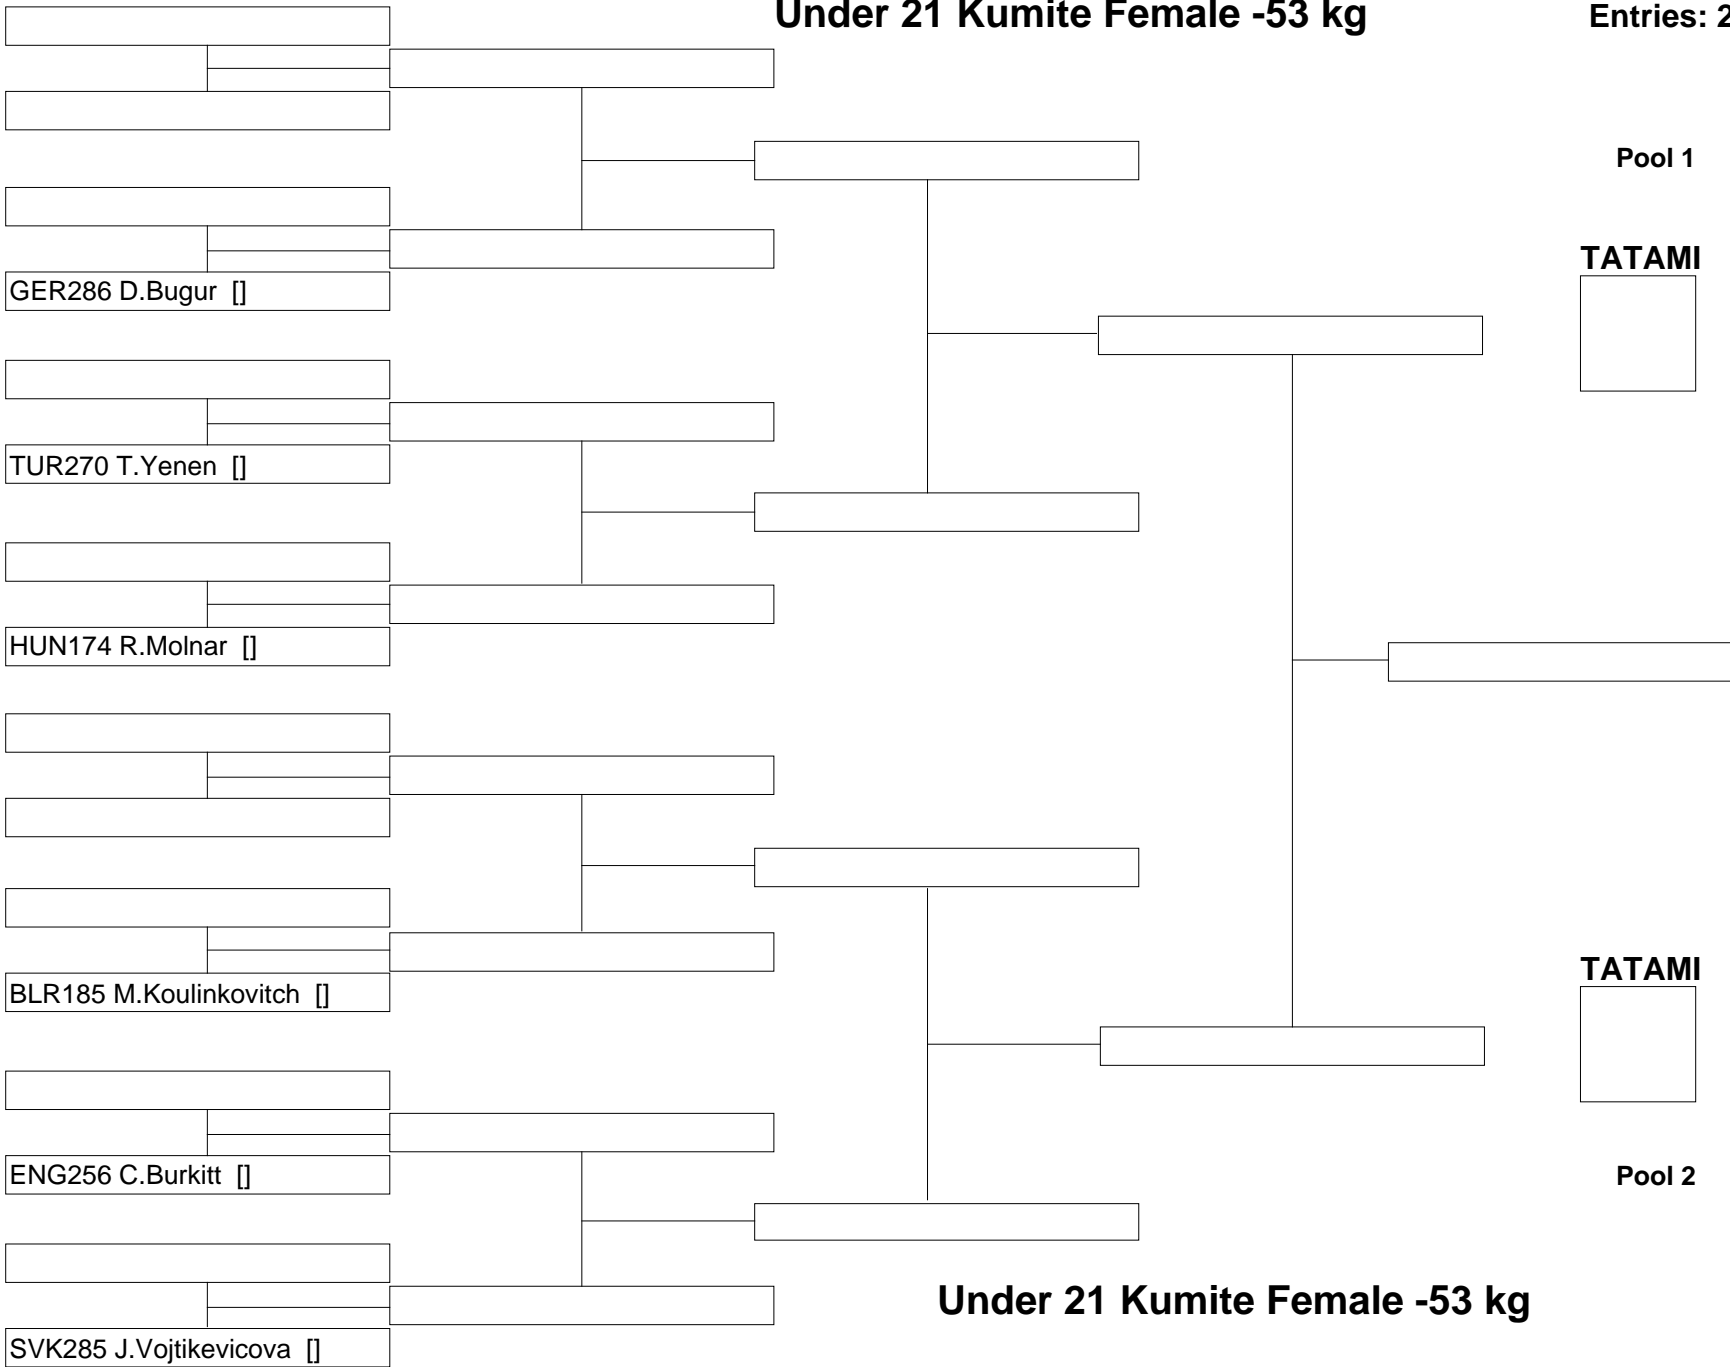 Under 21 Kumite Female -53 kg
Entries: 2
Pool 1
TATAMI
GER286 D.Bugur []
TUR270 T.Yenen []
HUN174 R.Molnar []
BLR185 M.Koulinkovitch []
TATAMI
ENG256 C.Burkitt []
Pool 2
Under 21 Kumite Female -53 kg
SVK285 J.Vojtikevicova []